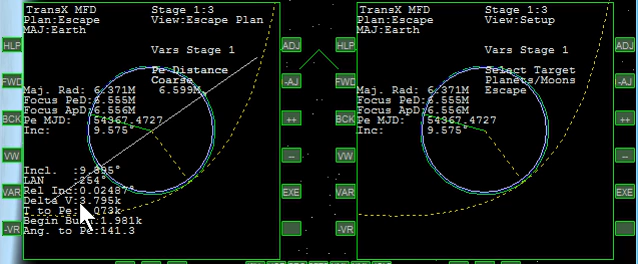 TransX MFD Stage 1:3
Plan:Escape View:Escape Plan
MAJ:Earth
Vars Stage 1
Pe Distance
Coarse
Maj. Rad: 6.371M 6.599M
Focus PeD:6.555M
Focus ApD:6.556M
Pe MJD: 54967.4727
Inc: 9.575°
Incl.
LAN :254°
Rel Inc:0.02487°
Delta V:3.795k
T to Pe:
Begin
Ang. to Pe:141.3
HLP
FWD
BCK
VW
VAR
-VR
ADJ
-AJ
++
--
EXE
TransX MFD Stage 1:3
Plan:Escape View:Setup
MAJ:Earth
Vars Stage 1
Select Target
Planets/Moons
Escape
Maj. Rad: 6.371M
Focus PeD:6.555M
Focus ApD:6.556M
Pe MJD: 54967.4727
Inc: 9.575°
HLP
FWD
BCK
VW
VAR
-VR
ADJ
-AJ
++
--
EXE